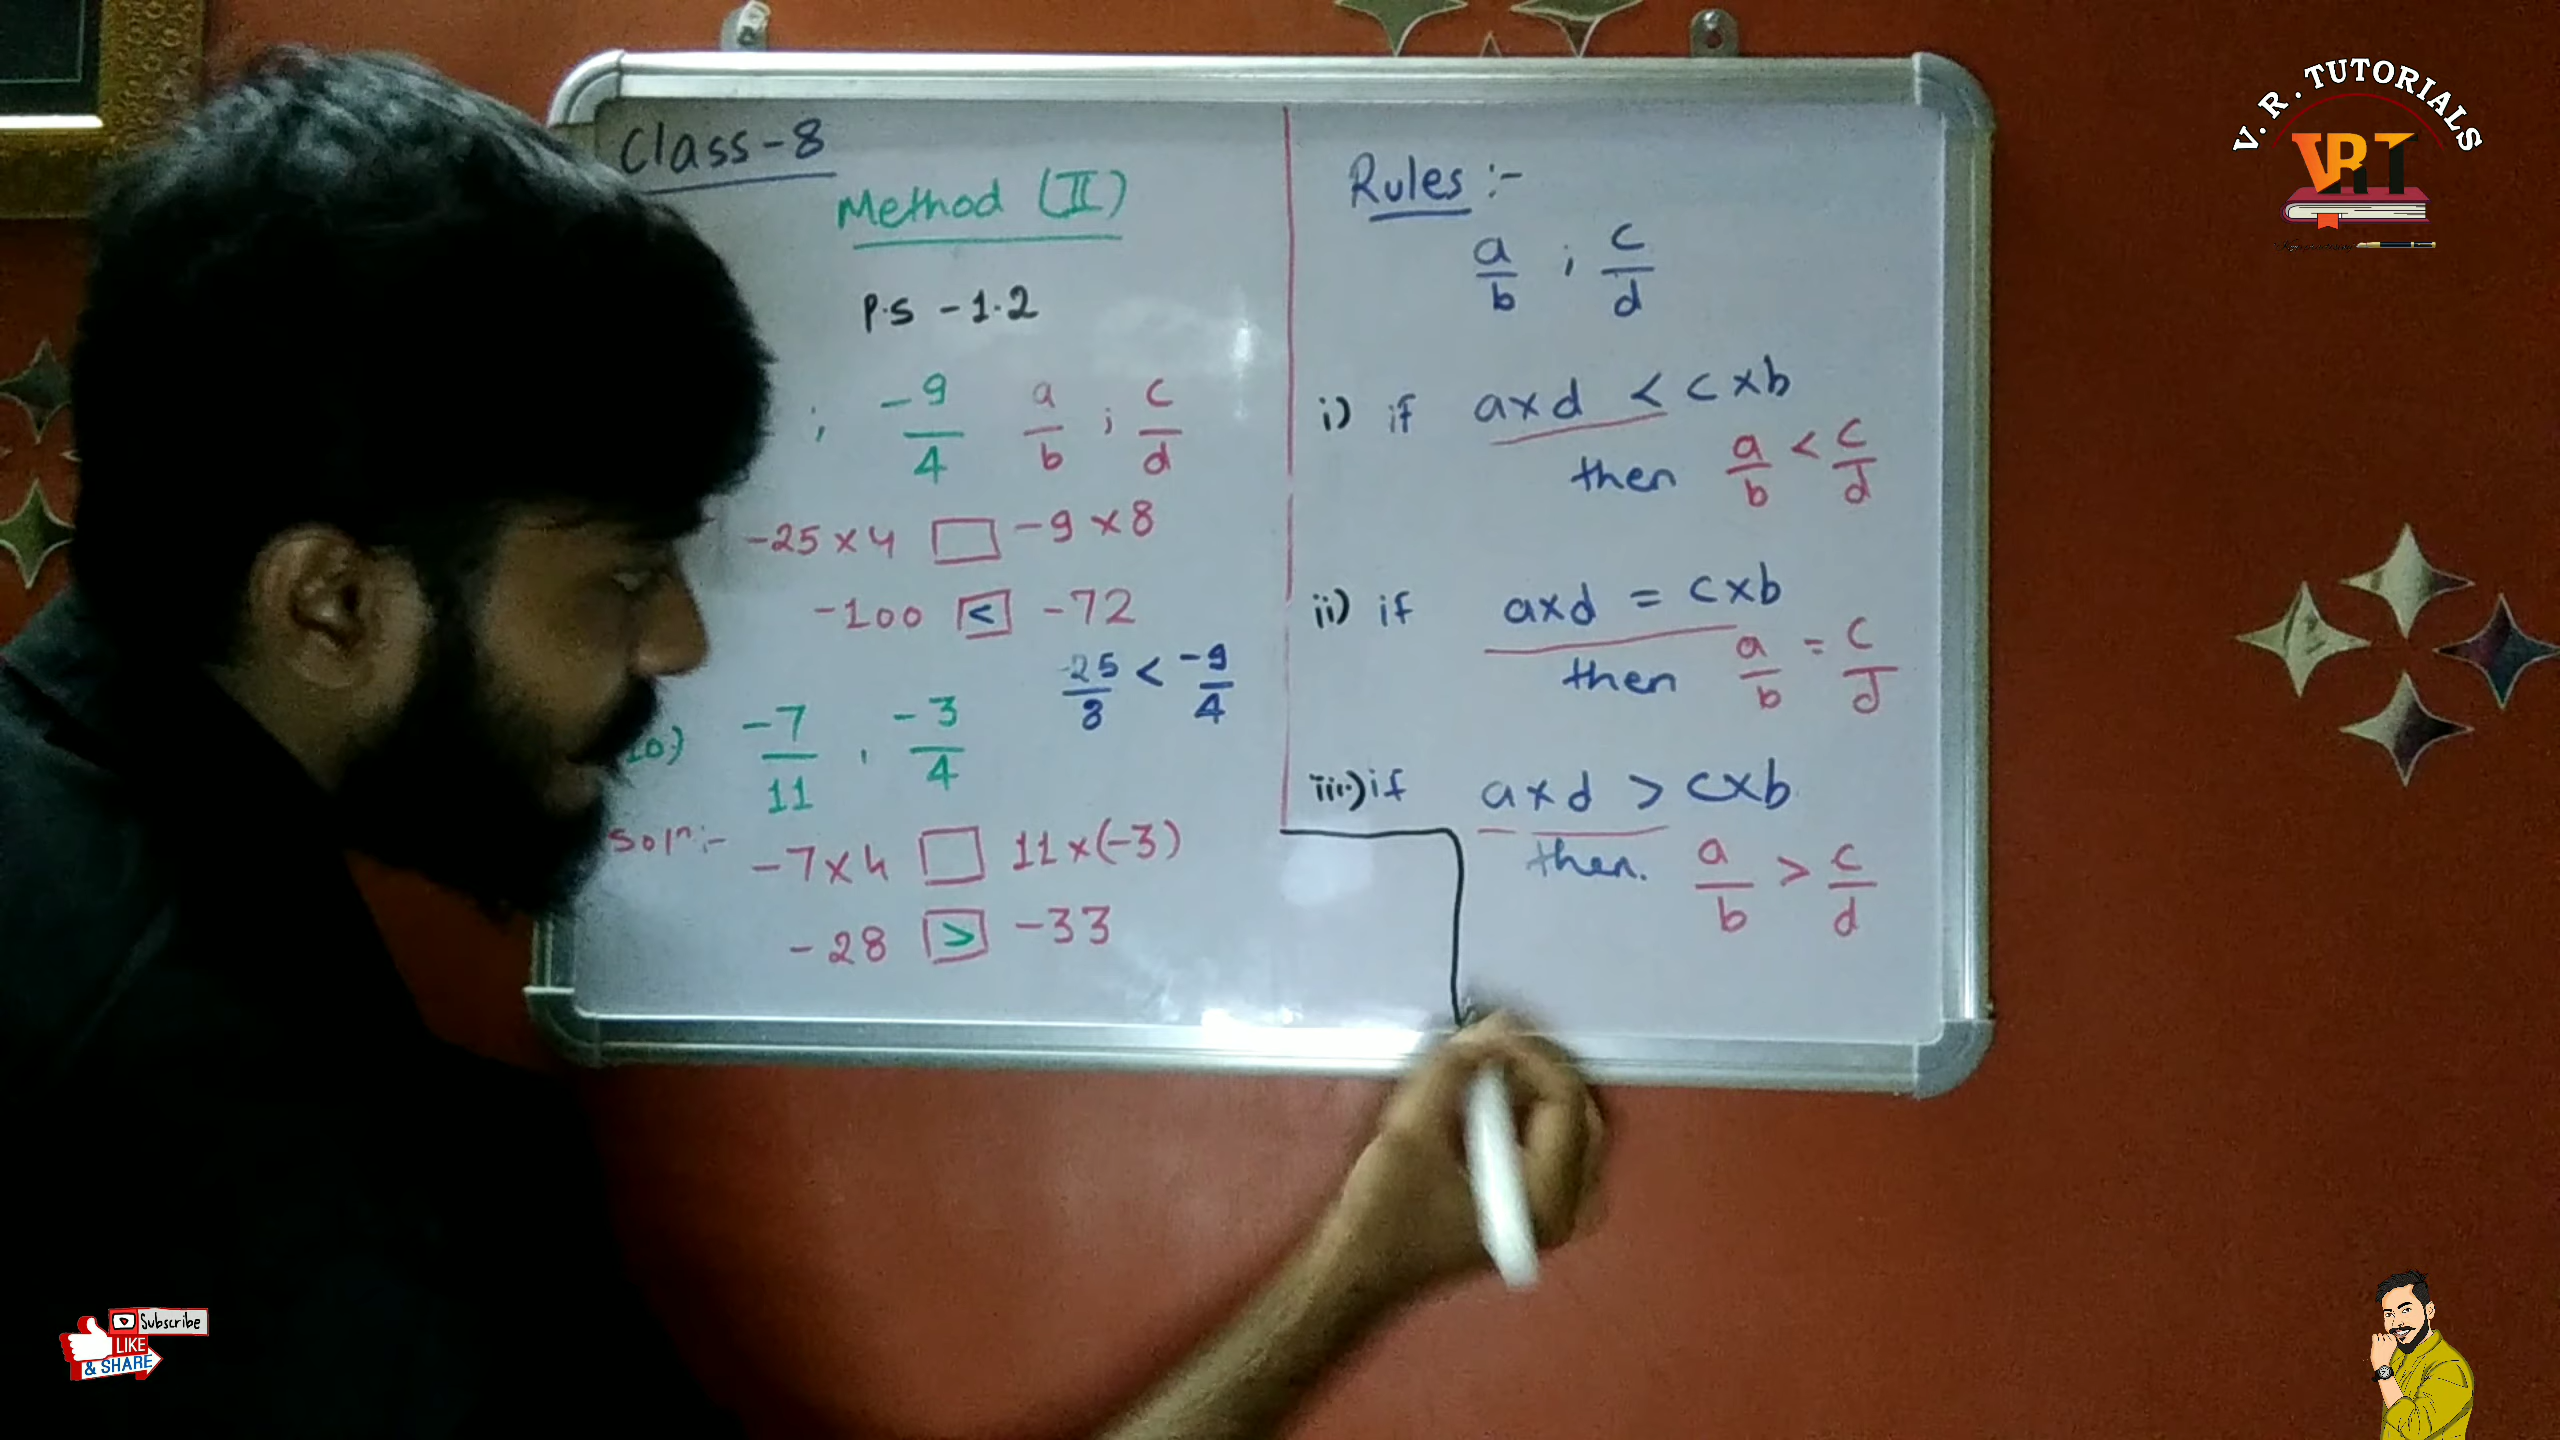 Class-8
Method (II)
P.S - 1.2
; -9/4 a/b ; c/d
-25 x 4 □ -9 x 8
-100 < -72
-25/8 < -9/4
10) -7/11 , -3/4
Solⁿ:- -7 x 4 □ 11 x (-3)
-28 > -33
Rules :-
a/b ; c/d
i) if a x d < c x b
then a/b < c/d
ii) if a x d = c x b
then a/b = c/d
iii) if a x d > c x b
then. a/b > c/d
V. R. TUTORIALS
VRT
Subscribe
LIKE
& SHARE